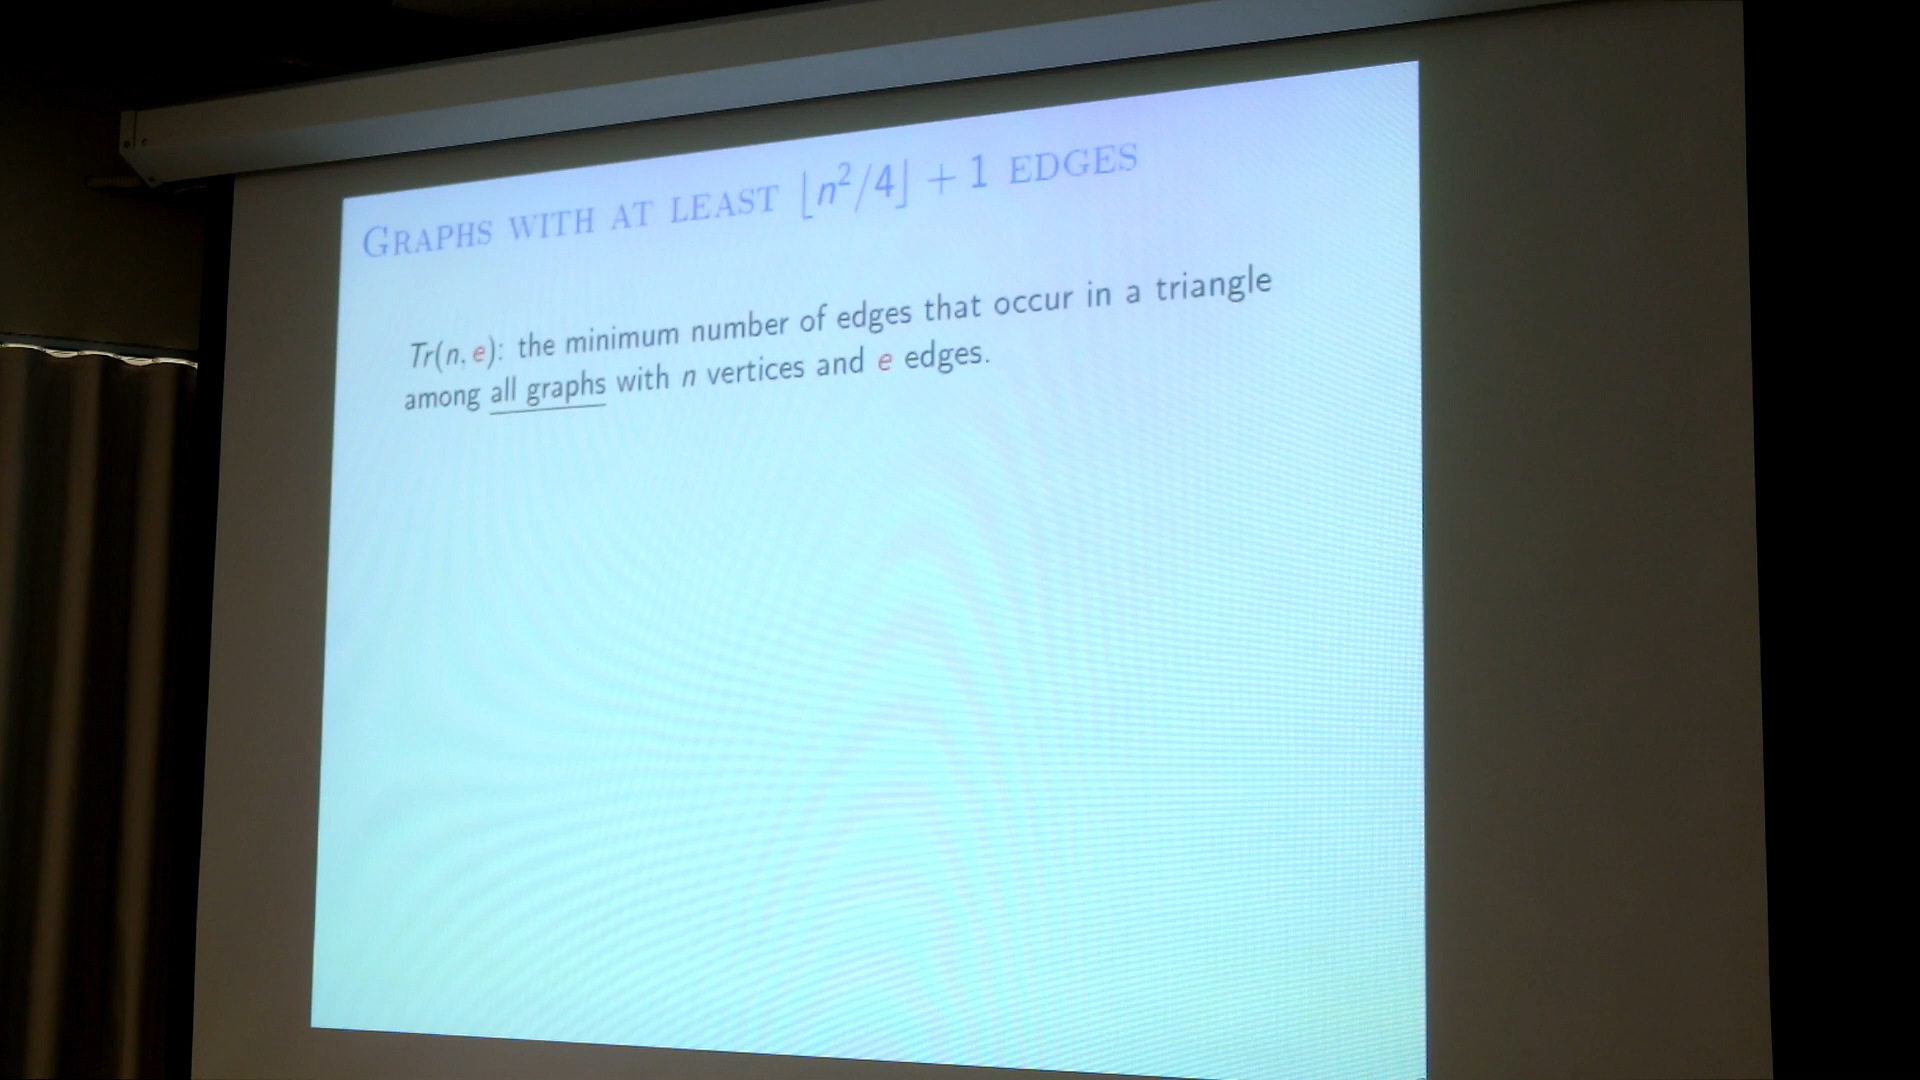 GRAPHS WITH AT LEAST ⌊n²/4⌋ + 1 EDGES
Tr(n, e): the minimum number of edges that occur in a triangle
among all graphs with n vertices and e edges.